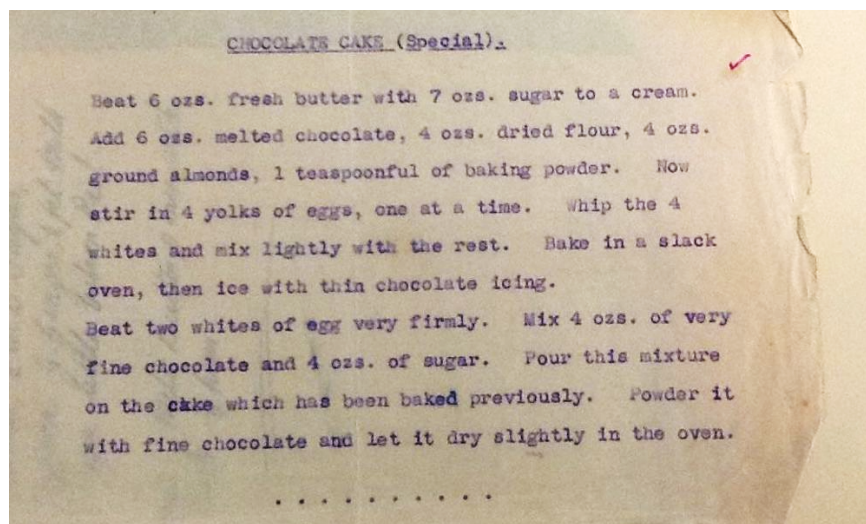 CHOCOLATE CAKE (Special).
Beat 6 ozs. fresh butter with 7 ozs. sugar to a cream.
Add 6 ozs. melted chocolate, 4 ozs. dried flour, 4 ozs.
ground almonds, 1 teaspoonful of baking powder. Now
stir in 4 yolks of eggs, one at a time. Whip the 4
whites and mix lightly with the rest. Bake in a slack
oven, then ice with thin chocolate icing.
Beat two whites of egg very firmly. Mix 4 ozs. of very
fine chocolate and 4 ozs. of sugar. Pour this mixture
on the cake which has been baked previously. Powder it
with fine chocolate and let it dry slightly in the oven.
. . . . . . . . . .